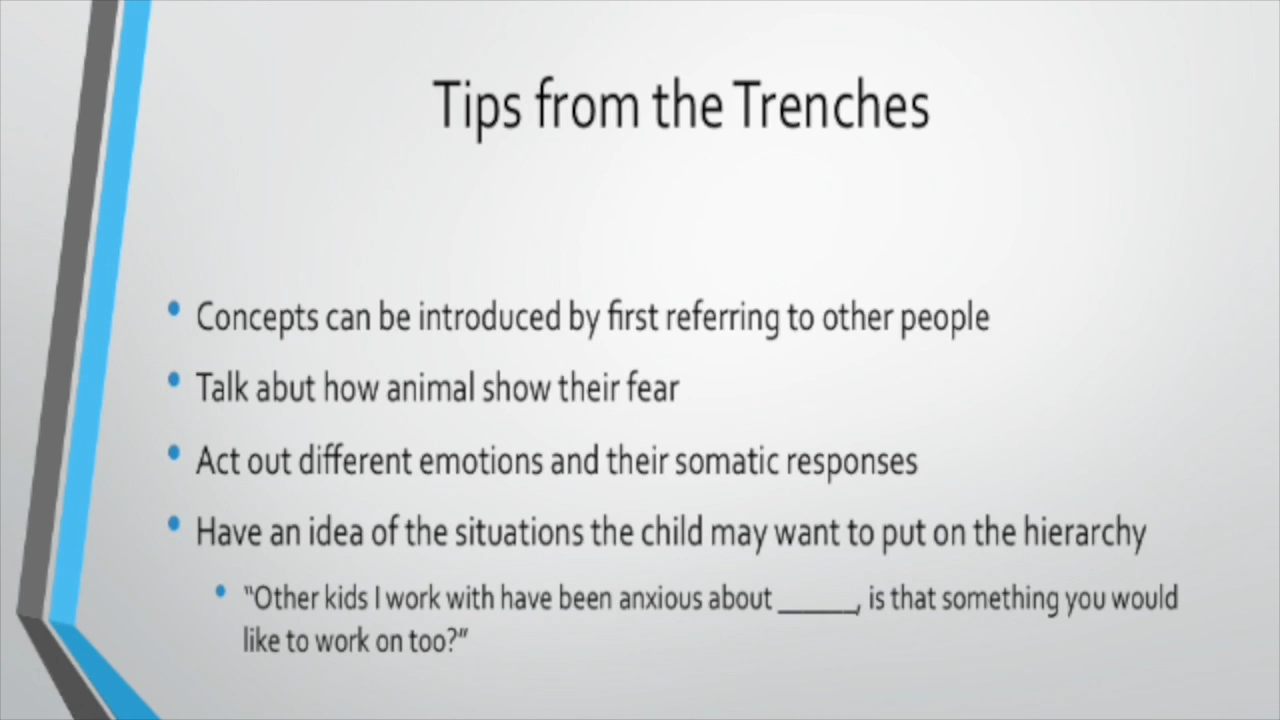 Tips from the Trenches
• Concepts can be introduced by first referring to other people
• Talk abut how animal show their fear
• Act out different emotions and their somatic responses
• Have an idea of the situations the child may want to put on the hierarchy
• "Other kids I work with have been anxious about ______, is that something you would
like to work on too?"